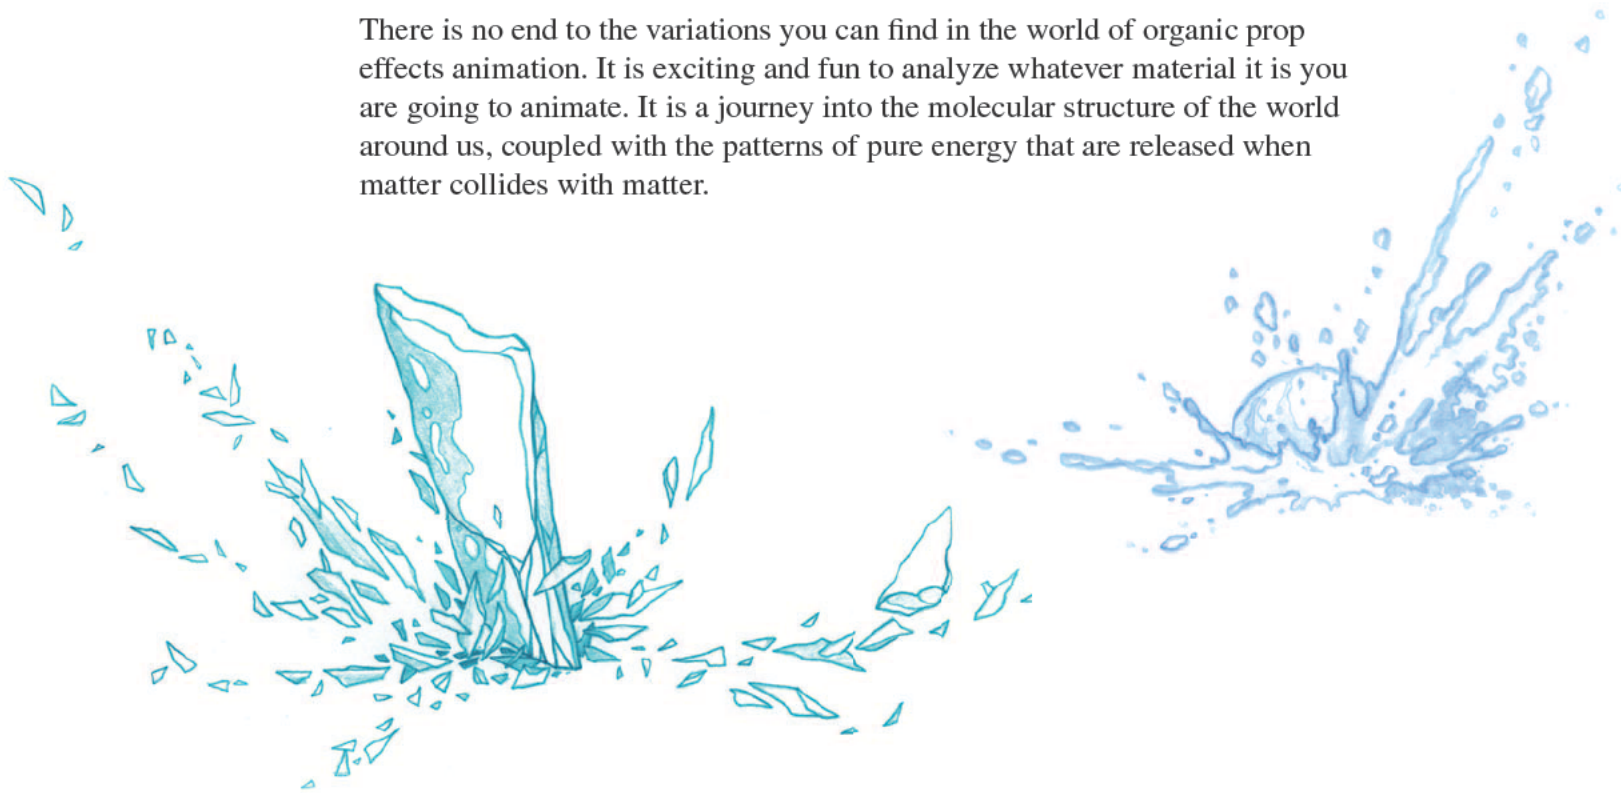 There is no end to the variations you can find in the world of organic prop
effects animation. It is exciting and fun to analyze whatever material it is you
are going to animate. It is a journey into the molecular structure of the world
around us, coupled with the patterns of pure energy that are released when
matter collides with matter.